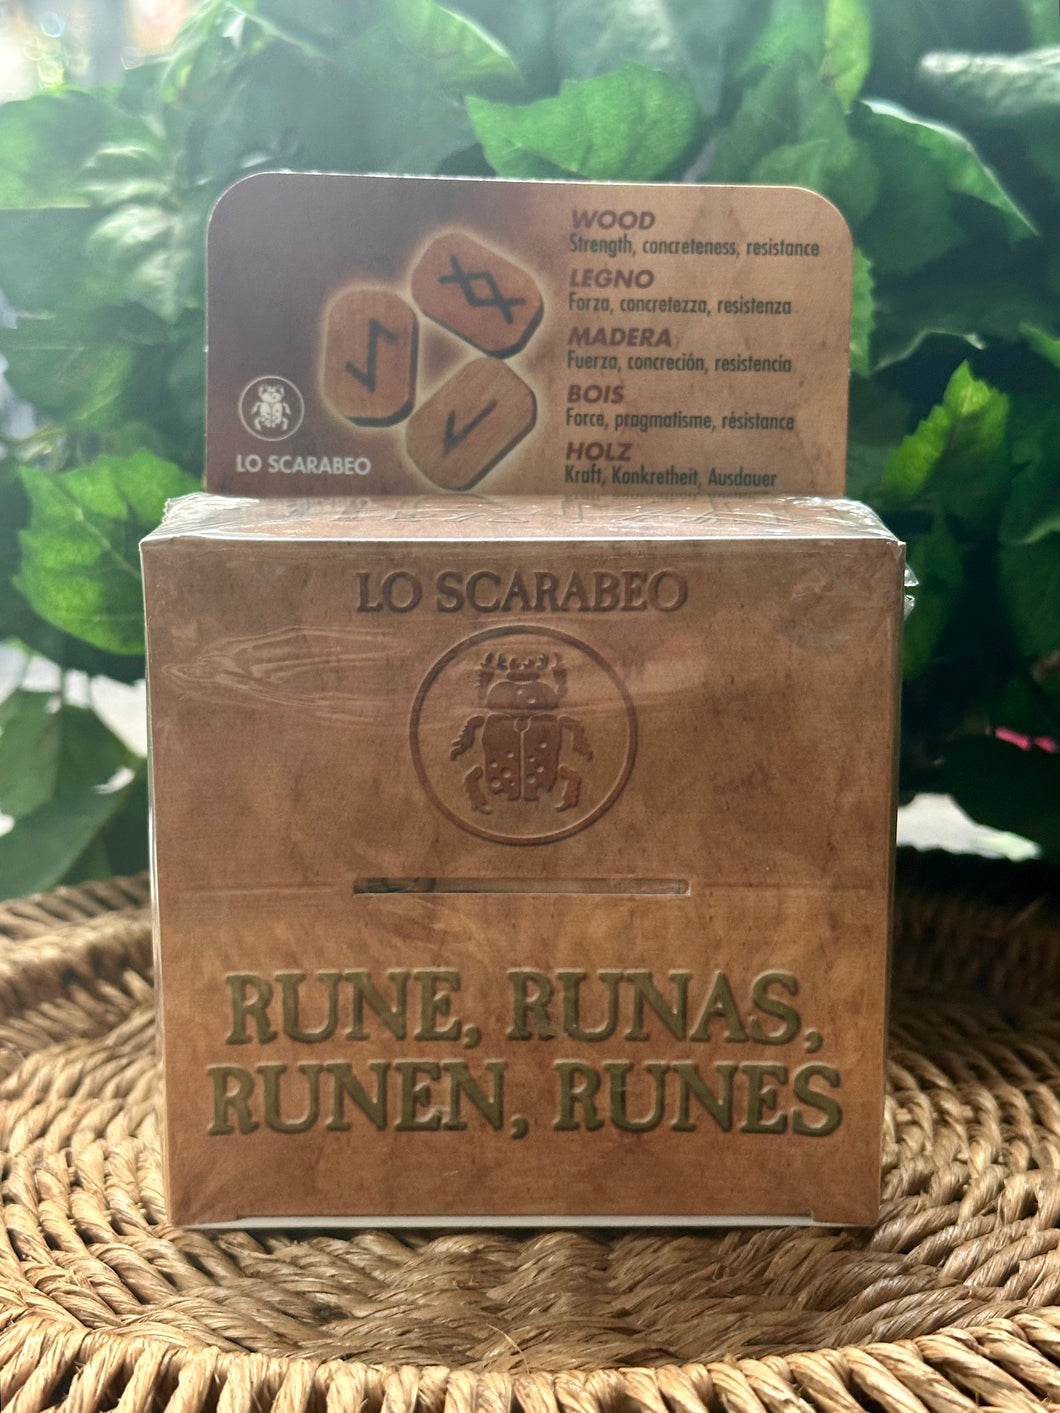 WOOD
Strength, concreteness, resistance
LEGNO
Forza, concretezza, resistenza
MADERA
Fuerza, concreción, resistencia
BOIS
Force, pragmatisme, résistance
HOLZ
Kraft, Konkretheit, Ausdauer
LO SCARABEO
LO SCARABEO
RUNE, RUNAS,
RUNEN, RUNES